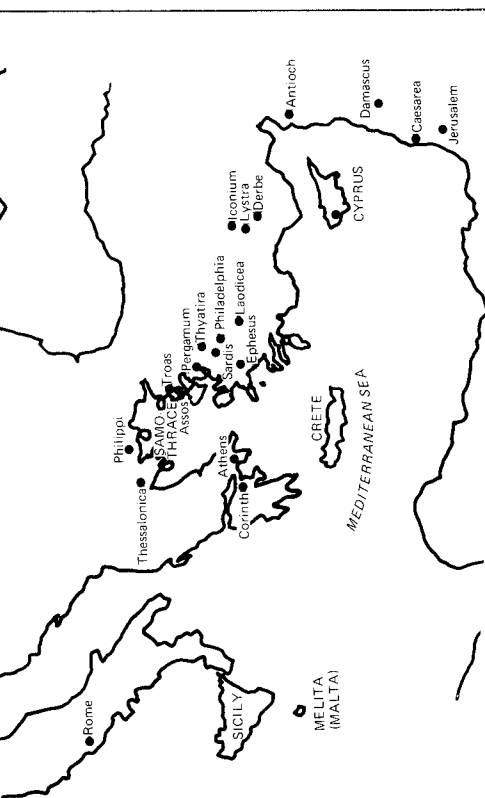 Rome
SICILY
MELITA
(MALTA)
Thessalonica
Philippi
SAMO-
THRACE
Assos
Troas
Pergamum
Thyatira
Philadelphia
Sardis
Laodicea
Ephesus
Athens
Corinth
CRETE
MEDITERRANEAN SEA
Iconium
Lystra
Derbe
CYPRUS
Antioch
Damascus
Caesarea
Jerusalem